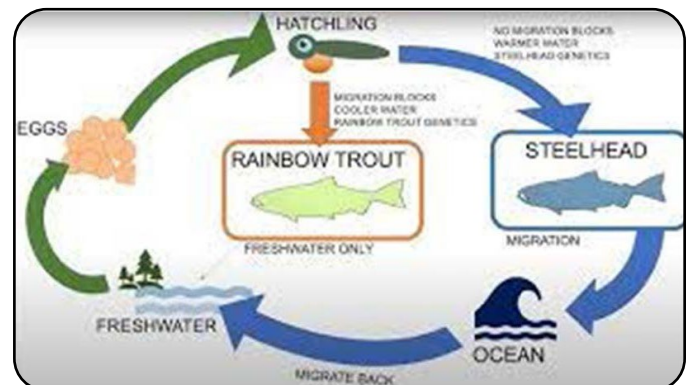 HATCHLING
NO MIGRATION BLOCKS
WARMER WATER
STEELHEAD GENETICS
MIGRATION BLOCKS
COOLER WATER
RAINBOW TROUT GENETICS
EGGS
RAINBOW TROUT
STEELHEAD
FRESHWATER ONLY
MIGRATION
FRESHWATER
OCEAN
MIGRATE BACK